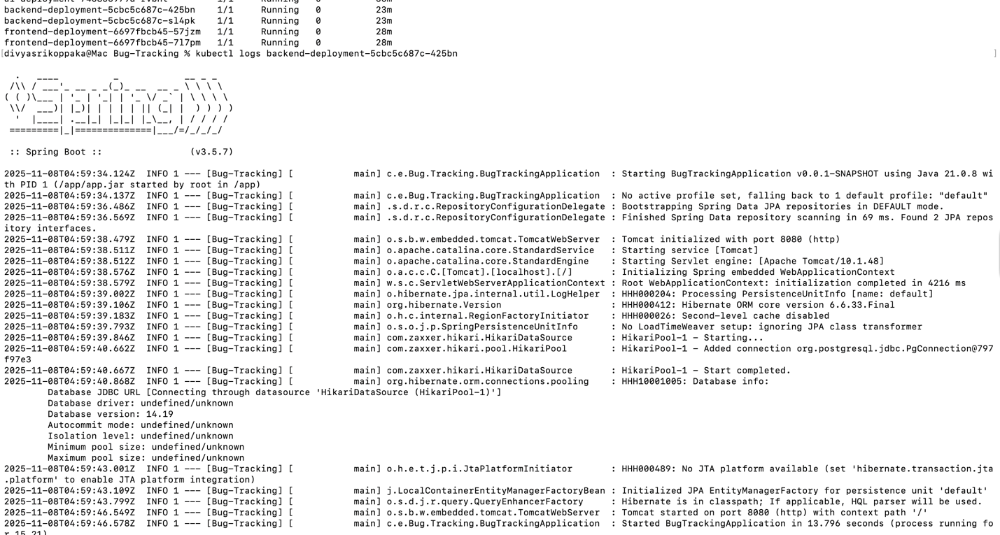 backend-deployment-5cbc5c687c-425bn   1/1     Running   0          23m
backend-deployment-5cbc5c687c-sl4pk   1/1     Running   0          23m
frontend-deployment-6697fbcb45-57jzm   1/1     Running   0          28m
frontend-deployment-6697fbcb45-7l7pm   1/1     Running   0          28m
[divyasrikoppaka@Mac Bug-Tracking % kubectl logs backend-deployment-5cbc5c687c-425bn ]
  .   ____          _            __ _ _
 /\\ / ___'_ __ _ _(_)_ __  __ _ \ \ \ \
( ( )\___ | '_ | '_| | '_ \/ _` | \ \ \ \
 \\/  ___)| |_)| | | | | || (_| |  ) ) ) )
  '  |____| .__|_| |_|_| |_\__, | / / / /
 =========|_|==============|___/=/_/_/_/
 :: Spring Boot ::                (v3.5.7)
2025-11-08T04:59:34.124Z  INFO 1 --- [Bug-Tracking] [           main] c.e.Bug.Tracking.BugTrackingApplication  : Starting BugTrackingApplication v0.0.1-SNAPSHOT using Java 21.0.8 wi
th PID 1 (/app/app.jar started by root in /app)
2025-11-08T04:59:34.137Z  INFO 1 --- [Bug-Tracking] [           main] c.e.Bug.Tracking.BugTrackingApplication  : No active profile set, falling back to 1 default profile: "default"
2025-11-08T04:59:36.486Z  INFO 1 --- [Bug-Tracking] [           main] .s.d.r.c.RepositoryConfigurationDelegate : Bootstrapping Spring Data JPA repositories in DEFAULT mode.
2025-11-08T04:59:36.569Z  INFO 1 --- [Bug-Tracking] [           main] .s.d.r.c.RepositoryConfigurationDelegate : Finished Spring Data repository scanning in 69 ms. Found 2 JPA repos
itory interfaces.
2025-11-08T04:59:38.479Z  INFO 1 --- [Bug-Tracking] [           main] o.s.b.w.embedded.tomcat.TomcatWebServer  : Tomcat initialized with port 8080 (http)
2025-11-08T04:59:38.511Z  INFO 1 --- [Bug-Tracking] [           main] o.apache.catalina.core.StandardService   : Starting service [Tomcat]
2025-11-08T04:59:38.512Z  INFO 1 --- [Bug-Tracking] [           main] o.apache.catalina.core.StandardEngine    : Starting Servlet engine: [Apache Tomcat/10.1.48]
2025-11-08T04:59:38.576Z  INFO 1 --- [Bug-Tracking] [           main] o.a.c.c.C.[Tomcat].[localhost].[/]       : Initializing Spring embedded WebApplicationContext
2025-11-08T04:59:38.579Z  INFO 1 --- [Bug-Tracking] [           main] w.s.c.ServletWebServerApplicationContext : Root WebApplicationContext: initialization completed in 4216 ms
2025-11-08T04:59:39.002Z  INFO 1 --- [Bug-Tracking] [           main] o.hibernate.jpa.internal.util.LogHelper  : HHH000204: Processing PersistenceUnitInfo [name: default]
2025-11-08T04:59:39.106Z  INFO 1 --- [Bug-Tracking] [           main] org.hibernate.Version                    : HHH000412: Hibernate ORM core version 6.6.33.Final
2025-11-08T04:59:39.183Z  INFO 1 --- [Bug-Tracking] [           main] o.h.c.internal.RegionFactoryInitiator    : HHH000026: Second-level cache disabled
2025-11-08T04:59:39.793Z  INFO 1 --- [Bug-Tracking] [           main] o.s.o.j.p.SpringPersistenceUnitInfo      : No LoadTimeWeaver setup: ignoring JPA class transformer
2025-11-08T04:59:39.846Z  INFO 1 --- [Bug-Tracking] [           main] com.zaxxer.hikari.HikariDataSource       : HikariPool-1 - Starting...
2025-11-08T04:59:40.662Z  INFO 1 --- [Bug-Tracking] [           main] com.zaxxer.hikari.pool.HikariPool        : HikariPool-1 - Added connection org.postgresql.jdbc.PgConnection@797
f97e3
2025-11-08T04:59:40.667Z  INFO 1 --- [Bug-Tracking] [           main] com.zaxxer.hikari.HikariDataSource       : HikariPool-1 - Start completed.
2025-11-08T04:59:40.868Z  INFO 1 --- [Bug-Tracking] [           main] org.hibernate.orm.connections.pooling    : HHH10001005: Database info:
        Database JDBC URL [Connecting through datasource 'HikariDataSource (HikariPool-1)']
        Database driver: undefined/unknown
        Database version: 14.19
        Autocommit mode: undefined/unknown
        Isolation level: undefined/unknown
        Minimum pool size: undefined/unknown
        Maximum pool size: undefined/unknown
2025-11-08T04:59:43.001Z  INFO 1 --- [Bug-Tracking] [           main] o.h.e.t.j.p.i.JtaPlatformInitiator       : HHH000489: No JTA platform available (set 'hibernate.transaction.jta
.platform' to enable JTA platform integration)
2025-11-08T04:59:43.109Z  INFO 1 --- [Bug-Tracking] [           main] j.LocalContainerEntityManagerFactoryBean : Initialized JPA EntityManagerFactory for persistence unit 'default'
2025-11-08T04:59:43.799Z  INFO 1 --- [Bug-Tracking] [           main] o.s.d.j.r.query.QueryEnhancerFactory     : Hibernate is in classpath; If applicable, HQL parser will be used.
2025-11-08T04:59:46.549Z  INFO 1 --- [Bug-Tracking] [           main] o.s.b.w.embedded.tomcat.TomcatWebServer  : Tomcat started on port 8080 (http) with context path '/'
2025-11-08T04:59:46.578Z  INFO 1 --- [Bug-Tracking] [           main] c.e.Bug.Tracking.BugTrackingApplication  : Started BugTrackingApplication in 13.796 seconds (process running fo
r 15.21)